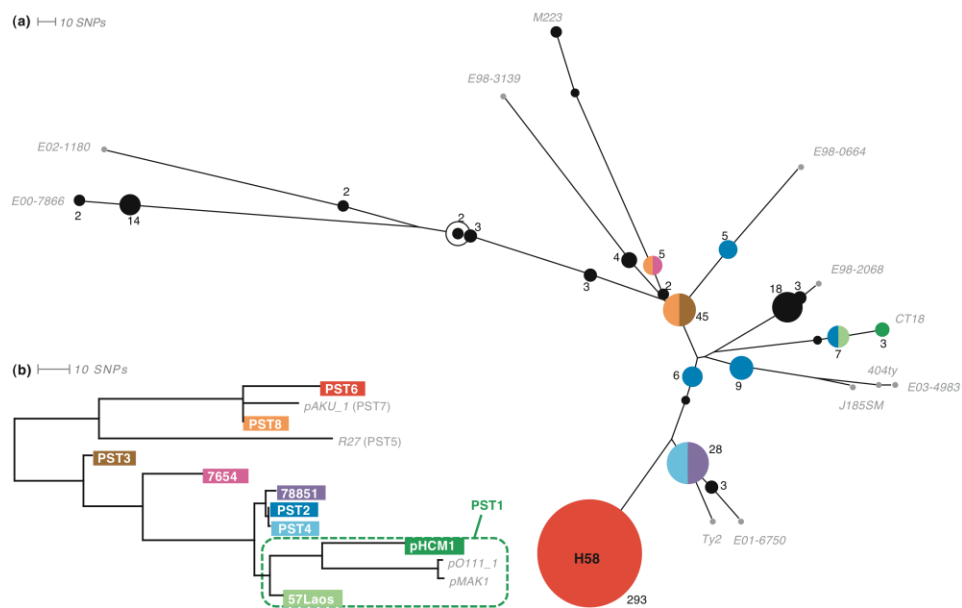 (a) 10 SNPs
M223
E98-3139
E02-1180
E98-0664
E00-7866
2
14
2
2
3
3
4
5
2
45
5
E98-2068
18
3
CT18
7
3
6
9
404ty
E03-4983
J185SM
28
3
Ty2
E01-6750
H58
293
(b) 10 SNPs
PST6
pAKU_1 (PST7)
PST8
R27 (PST5)
PST3
7654
78851
PST2
PST4
PST1
pHCM1
pO111_1
pMAK1
57Laos